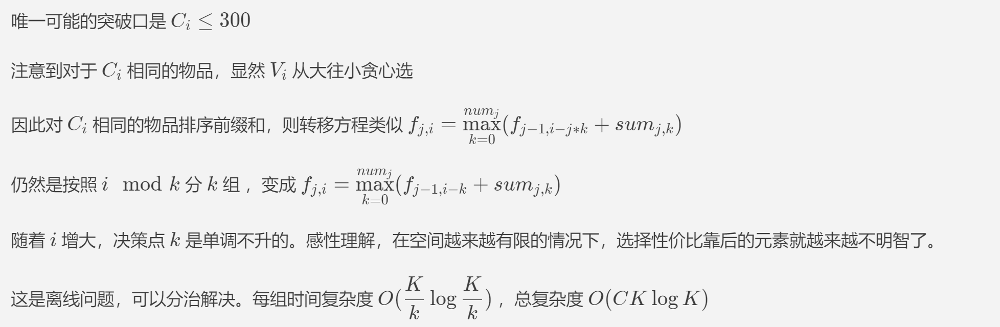 唯一可能的突破口是 $C_i \leq 300$
注意到对于 $C_i$ 相同的物品，显然 $V_i$ 从大往小贪心选
因此对 $C_i$ 相同的物品排序前缀和，则转移方程类似 $f_{j,i} = \max_{k=0}^{num_j}(f_{j-1,i-j*k} + sum_{j,k})$
仍然是按照 $i \mod k$ 分 $k$ 组 ，变成 $f_{j,i} = \max_{k=0}^{num_j}(f_{j-1,i-k} + sum_{j,k})$
随着 $i$ 增大，决策点 $k$ 是单调不升的。感性理解，在空间越来越有限的情况下，选择性价比靠后的元素就越来越不明智了。
这是离线问题，可以分治解决。每组时间复杂度 $O(\frac{K}{k} \log \frac{K}{k})$ ，总复杂度 $O(CK \log K)$